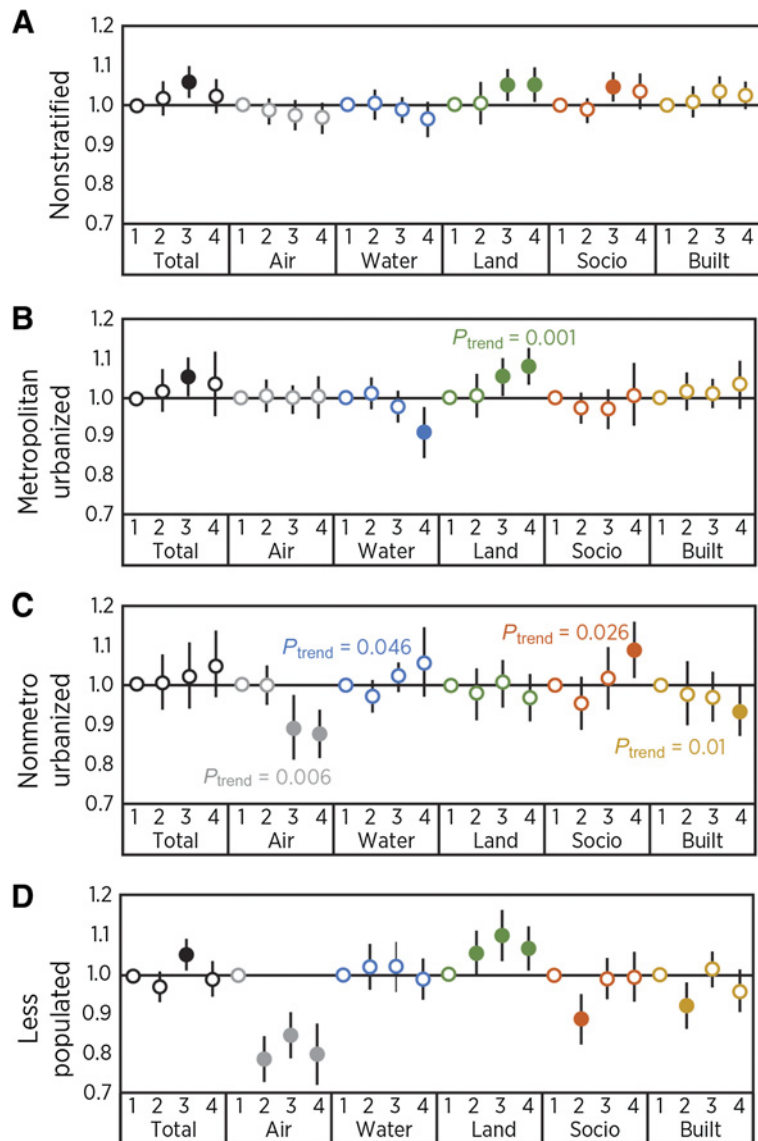 A
Nonstratified
1.2
1.1
1.0
0.9
0.8
0.7
1 2 3 4 1 2 3 4 1 2 3 4 1 2 3 4 1 2 3 4 1 2 3 4
Total Air Water Land Socio Built
B
Metropolitan
urbanized
1.2
1.1
1.0
0.9
0.8
0.7
Ptrend = 0.001
1 2 3 4 1 2 3 4 1 2 3 4 1 2 3 4 1 2 3 4 1 2 3 4
Total Air Water Land Socio Built
C
Nonmetro
urbanized
1.2
1.1
1.0
0.9
0.8
0.7
Ptrend = 0.046
Ptrend = 0.026
Ptrend = 0.006
Ptrend = 0.01
1 2 3 4 1 2 3 4 1 2 3 4 1 2 3 4 1 2 3 4 1 2 3 4
Total Air Water Land Socio Built
D
Less
populated
1.2
1.1
1.0
0.9
0.8
0.7
1 2 3 4 1 2 3 4 1 2 3 4 1 2 3 4 1 2 3 4 1 2 3 4
Total Air Water Land Socio Built